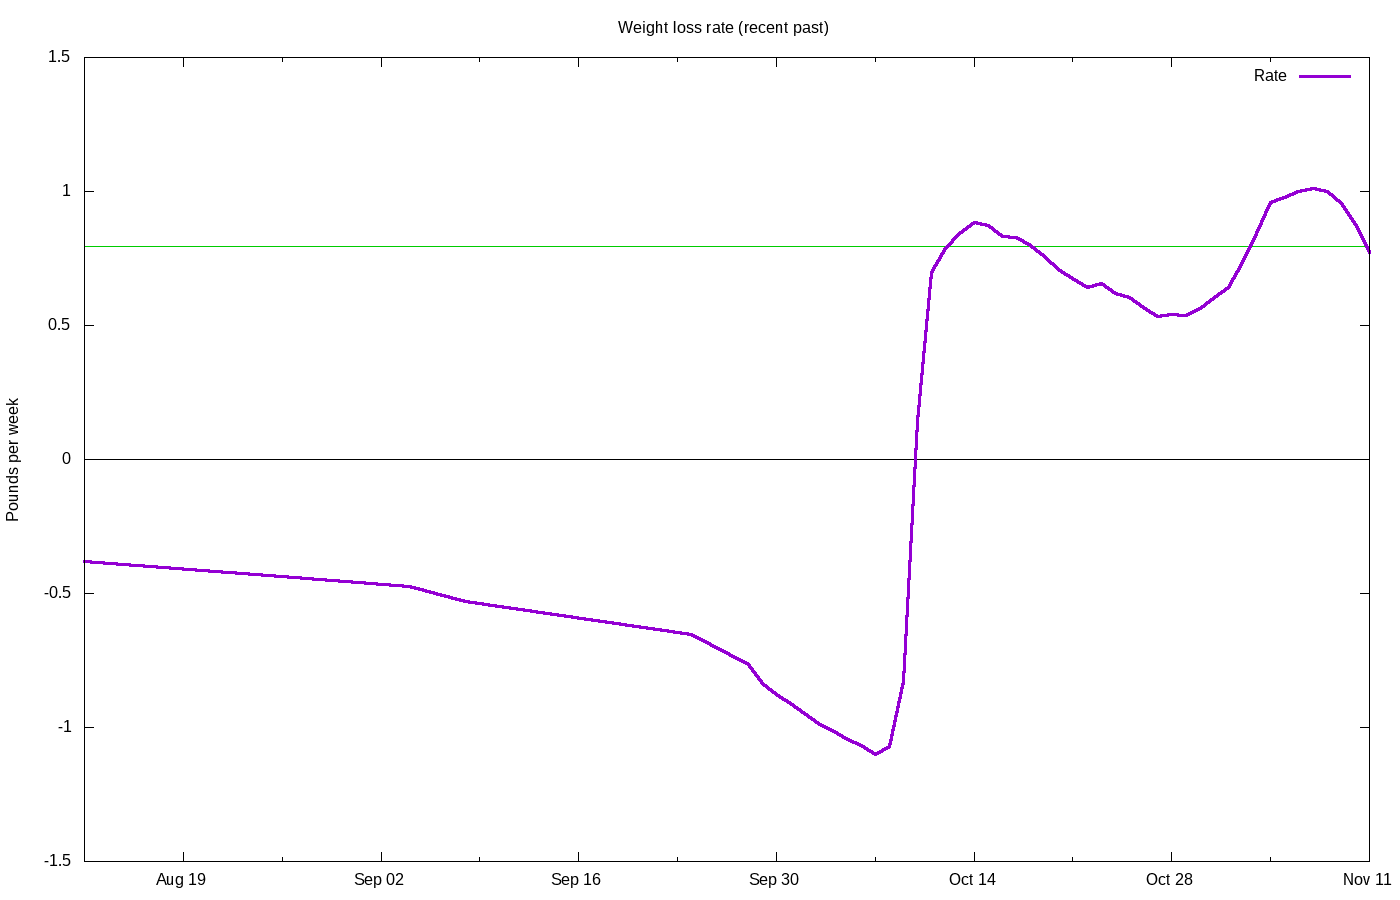 Weight loss rate (recent past)
Rate
1.5
1
0.5
0
-0.5
-1
-1.5
Pounds per week
Aug 19
Sep 02
Sep 16
Sep 30
Oct 14
Oct 28
Nov 11